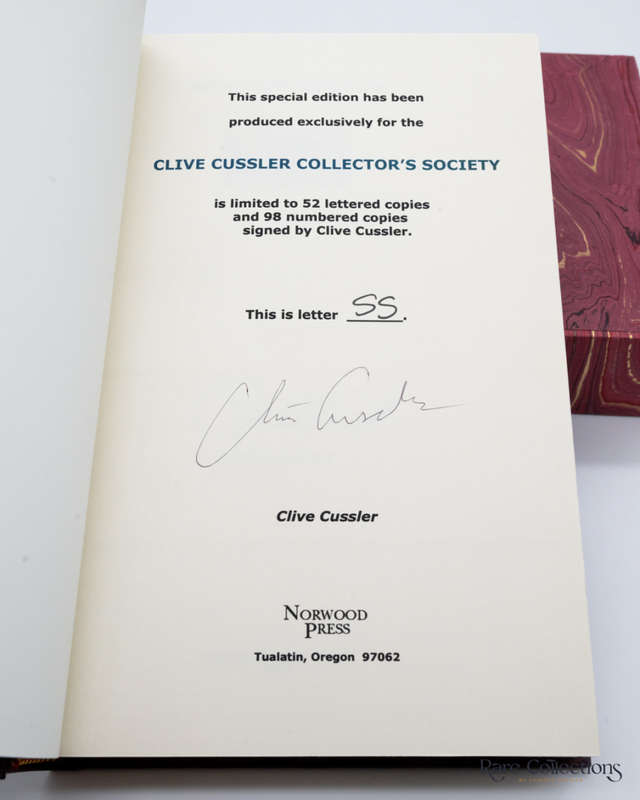 This special edition has been
produced exclusively for the
CLIVE CUSSLER COLLECTOR'S SOCIETY
is limited to 52 lettered copies
and 98 numbered copies
signed by Clive Cussler.
This is letter SS.
Clive Cussler
Clive Cussler
NORWOOD
PRESS
Tualatin, Oregon 97062
Rare Collections